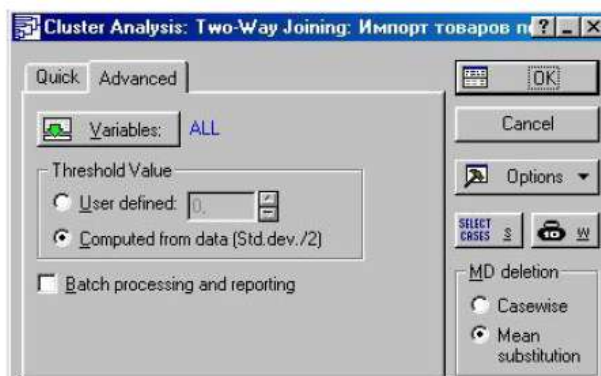 Cluster Analysis: Two-Way Joining: Импорт товаров
Quick Advanced
OK
Variables: ALL
Cancel
Threshold Value
User defined: 0.
Options
Computed from data (Std.dev./2)
SELECT CASES S W
Batch processing and reporting
MD deletion
Casewise
Mean
substitution